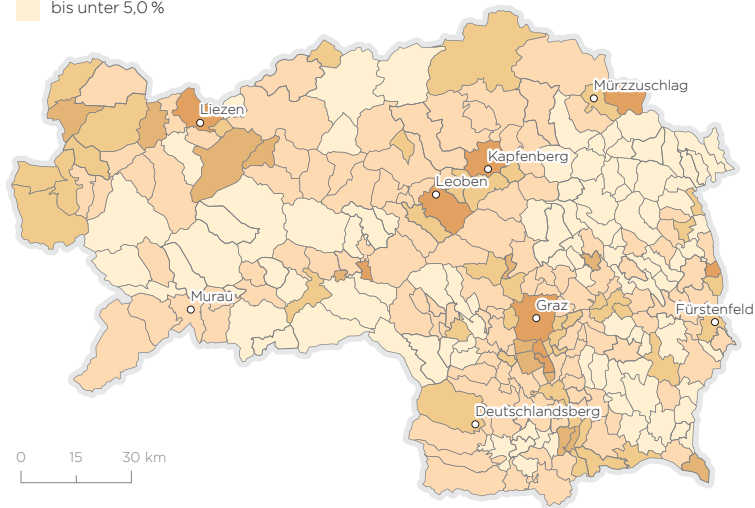 bis unter 5,0 %
Mürzzuschlag
Liezen
Kapfenberg
Leoben
Murau
Graz
Fürstenfeld
Deutschlandsberg
0 15 30 km